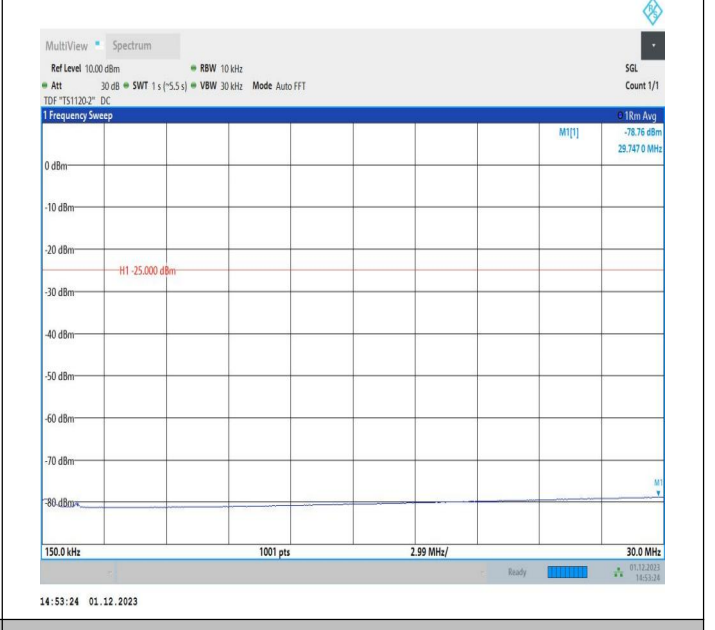 R S
MultiView Spectrum
Ref Level 10.00 dBm RBW 10 kHz SGL
Att 30 dB SWT 1 s (~5.5 s) VBW 30 kHz Mode Auto FFT Count 1/1
TDF "TS1120-2" DC
1 Frequency Sweep 1Rm Avg
M1[1] -78.76 dBm
29.747 0 MHz
0 dBm
-10 dBm
-20 dBm
H1 -25.000 dBm
-30 dBm
-40 dBm
-50 dBm
-60 dBm
-70 dBm
M1
-80 dBm
150.0 kHz 1001 pts 2.99 MHz/ 30.0 MHz
Ready 01.12.2023
14:53:24
14:53:24 01.12.2023